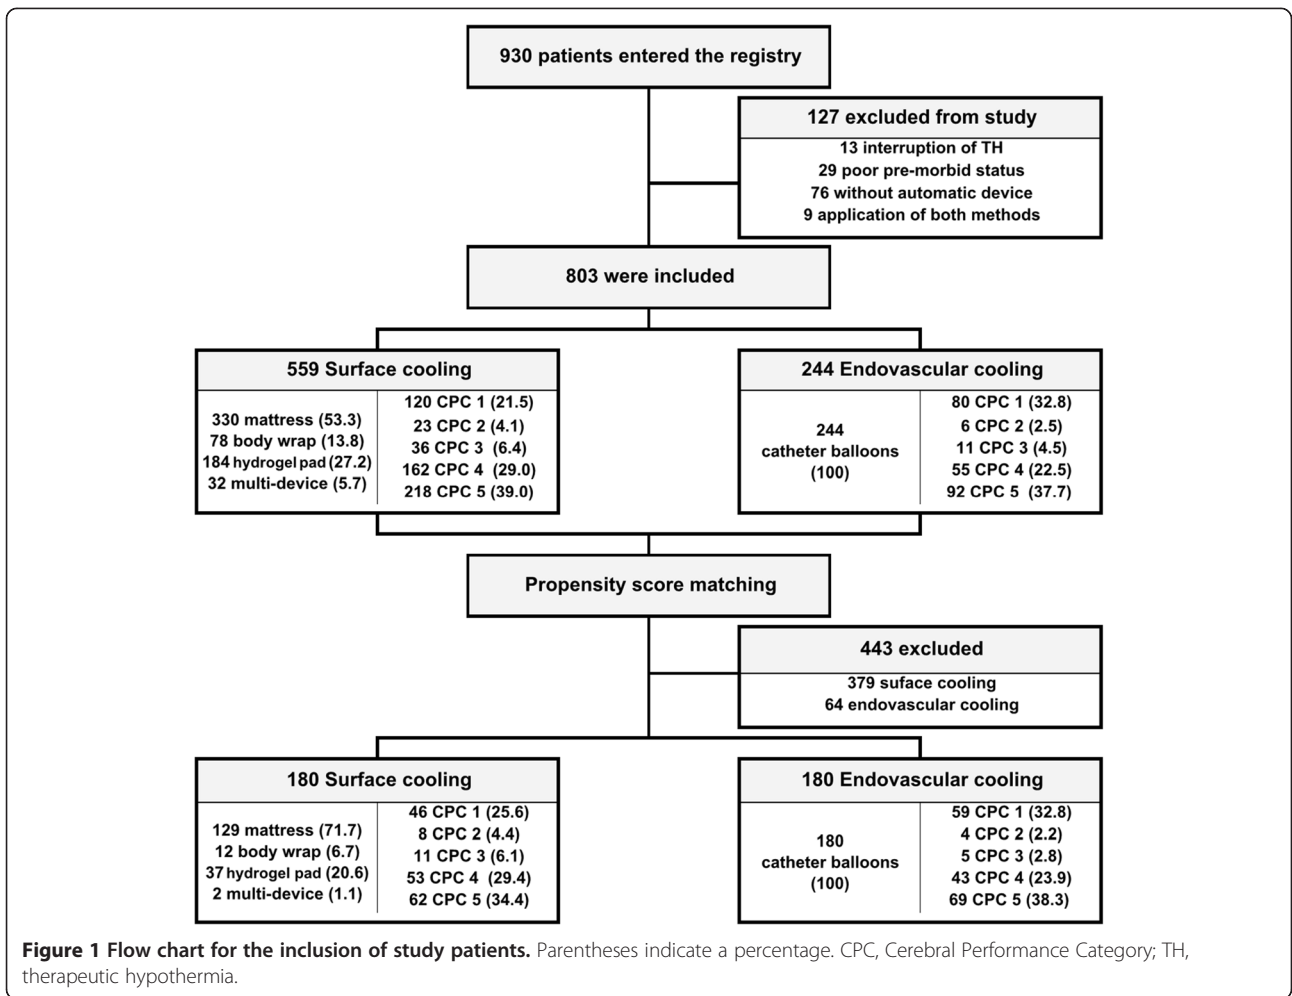 930 patients entered the registry
127 excluded from study
13 interruption of TH
29 poor pre-morbid status
76 without automatic device
9 application of both methods
803 were included
559 Surface cooling
330 mattress (53.3)
78 body wrap (13.8)
184 hydrogel pad (27.2)
32 multi-device (5.7)
120 CPC 1 (21.5)
23 CPC 2 (4.1)
36 CPC 3 (6.4)
162 CPC 4 (29.0)
218 CPC 5 (39.0)
244 Endovascular cooling
244
catheter balloons
(100)
80 CPC 1 (32.8)
6 CPC 2 (2.5)
11 CPC 3 (4.5)
55 CPC 4 (22.5)
92 CPC 5 (37.7)
Propensity score matching
443 excluded
379 suface cooling
64 endovascular cooling
180 Surface cooling
129 mattress (71.7)
12 body wrap (6.7)
37 hydrogel pad (20.6)
2 multi-device (1.1)
46 CPC 1 (25.6)
8 CPC 2 (4.4)
11 CPC 3 (6.1)
53 CPC 4 (29.4)
62 CPC 5 (34.4)
180 Endovascular cooling
180
catheter balloons
(100)
59 CPC 1 (32.8)
4 CPC 2 (2.2)
5 CPC 3 (2.8)
43 CPC 4 (23.9)
69 CPC 5 (38.3)
Figure 1 Flow chart for the inclusion of study patients. Parentheses indicate a percentage. CPC, Cerebral Performance Category; TH,
therapeutic hypothermia.